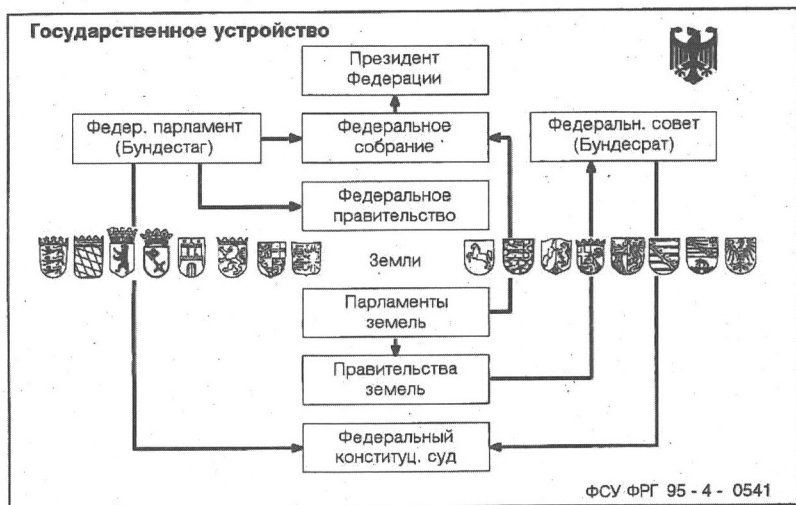 Государственное устройство
Президент
Федерации
Федер. парламент
(Бундестаг)
Федеральное
собрание
Федеральн. совет
(Бундесрат)
Федеральное
правительство
Земли
Парламенты
земель
Правительства
земель
Федеральный
конституц. суд
ФСУ ФРГ 95 - 4 - 0541